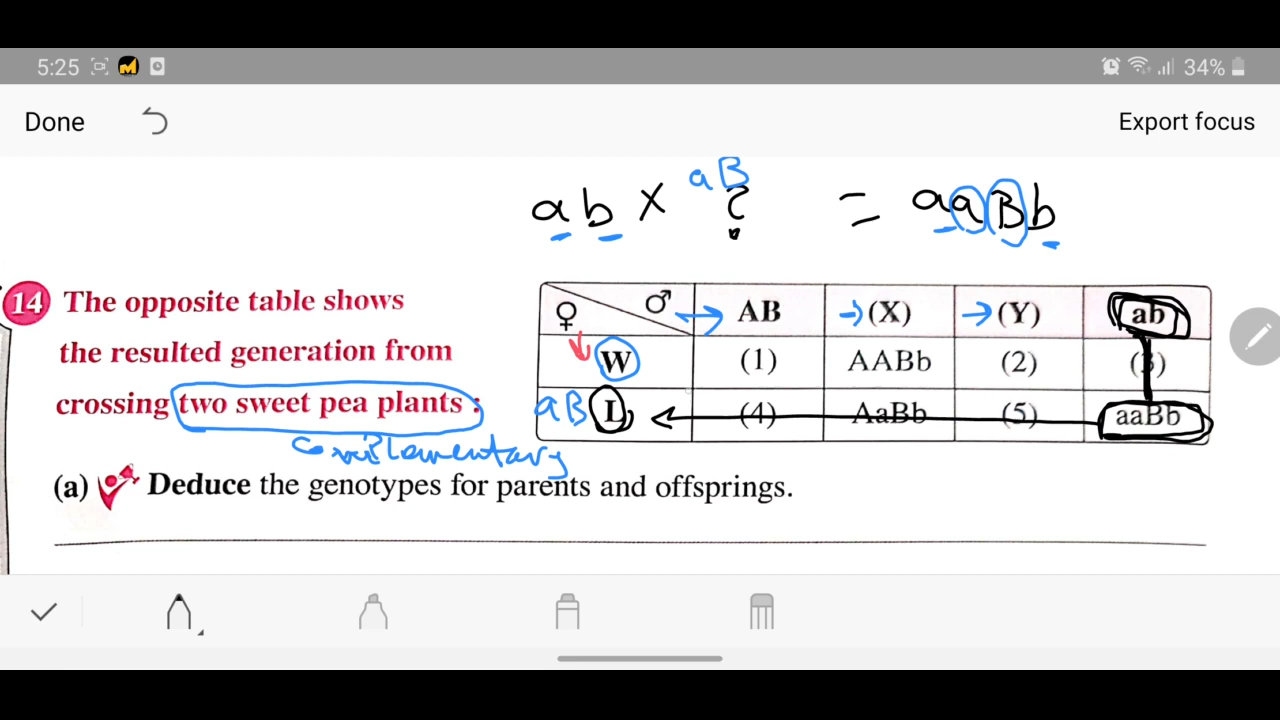 5:25 34%
Done Export focus
aB
ab X ? = aaBb
14 The opposite table shows
the resulted generation from
crossing two sweet pea plants :
♀ ♂ AB (X) (Y) ab
W (1) AABb (2) (3)
aB L (4) AaBb (5) aaBb
(a) Deduce the genotypes for parents and offsprings.